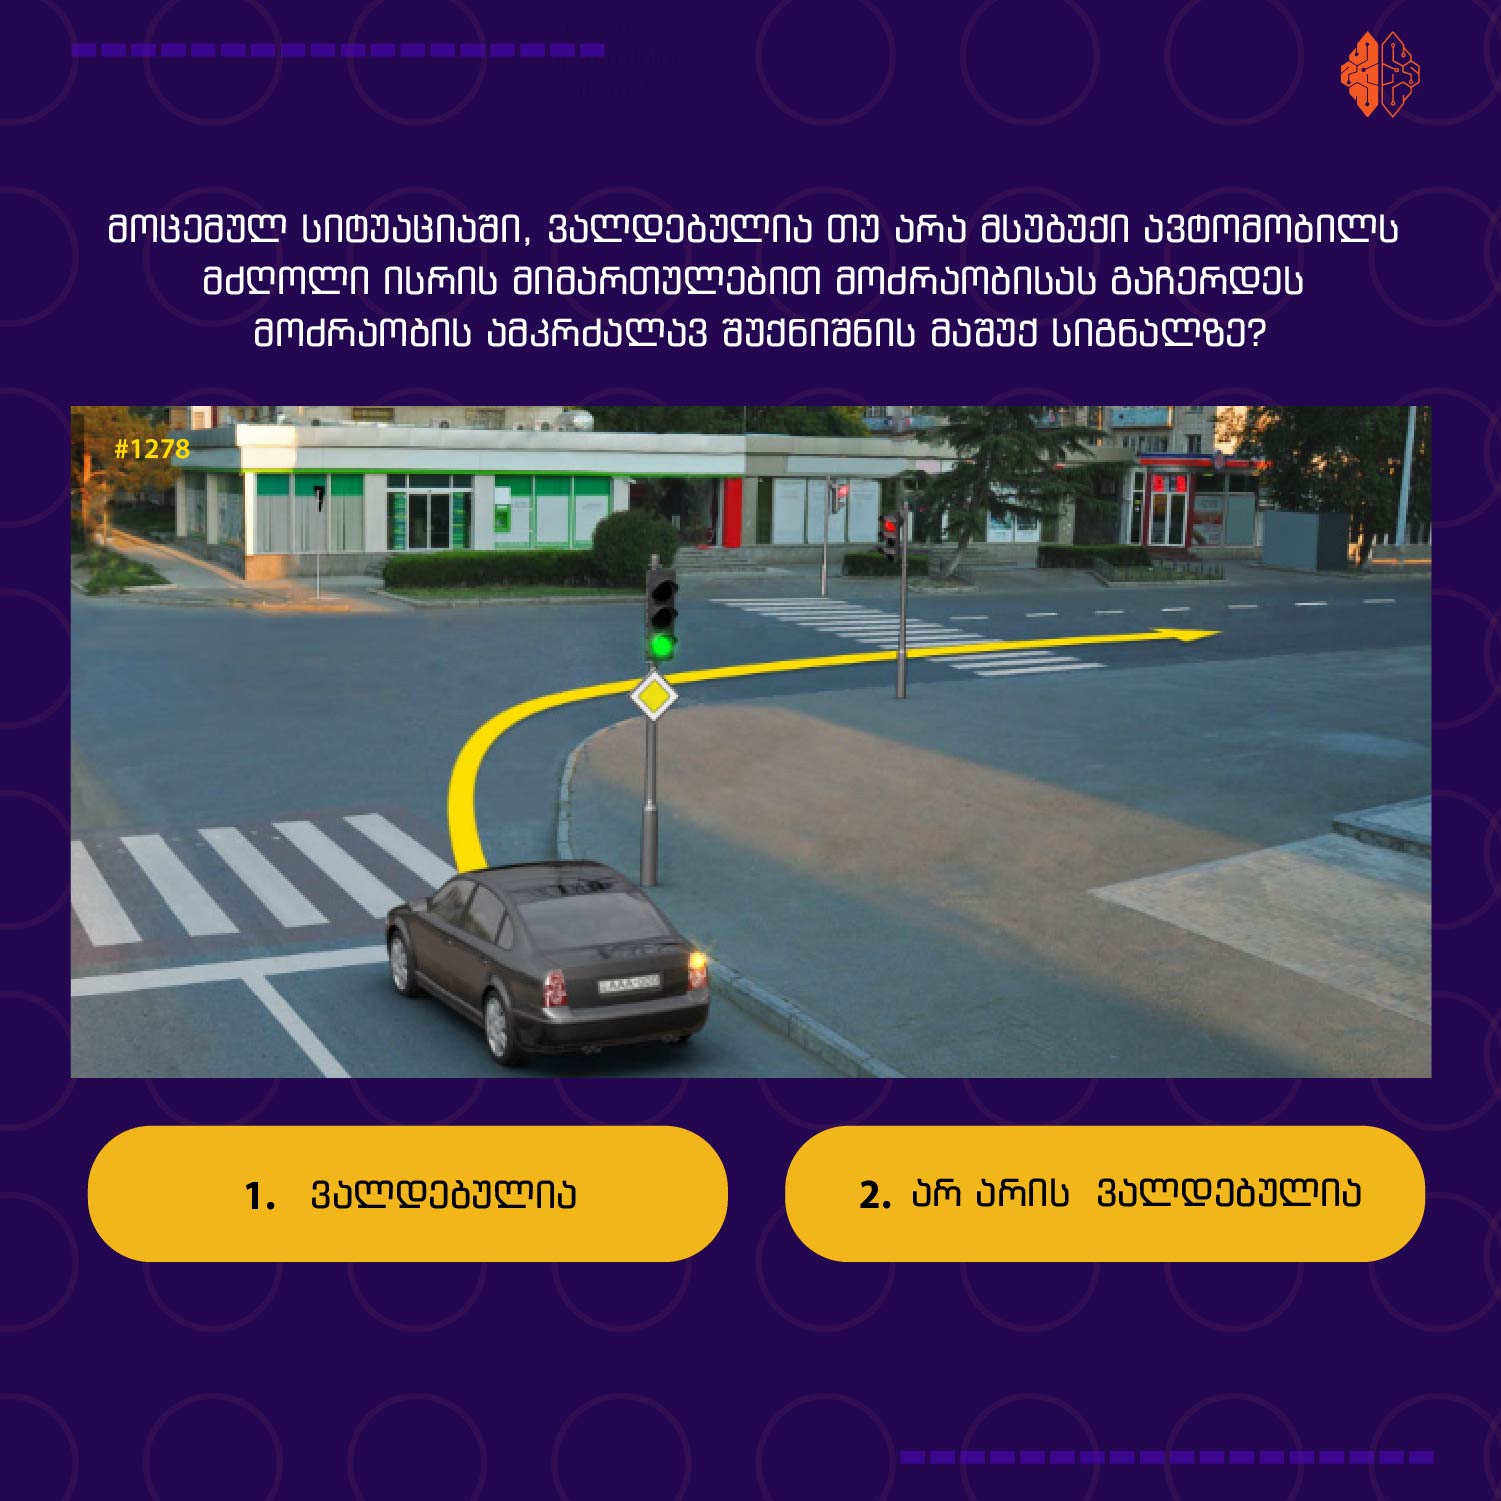 მოცემულ სიტუაციაში, ვალდებულია თუ არა მსუბუქი ავტომობილს
მძღოლი ისრის მიმართულებით მოძრაობისას გაჩერდეს
მოძრაობის ამკრძალავ შუქნიშნის მაშუქ სიგნალზე?
#1278
1. ვალდებულია
2. არ არის ვალდებულია